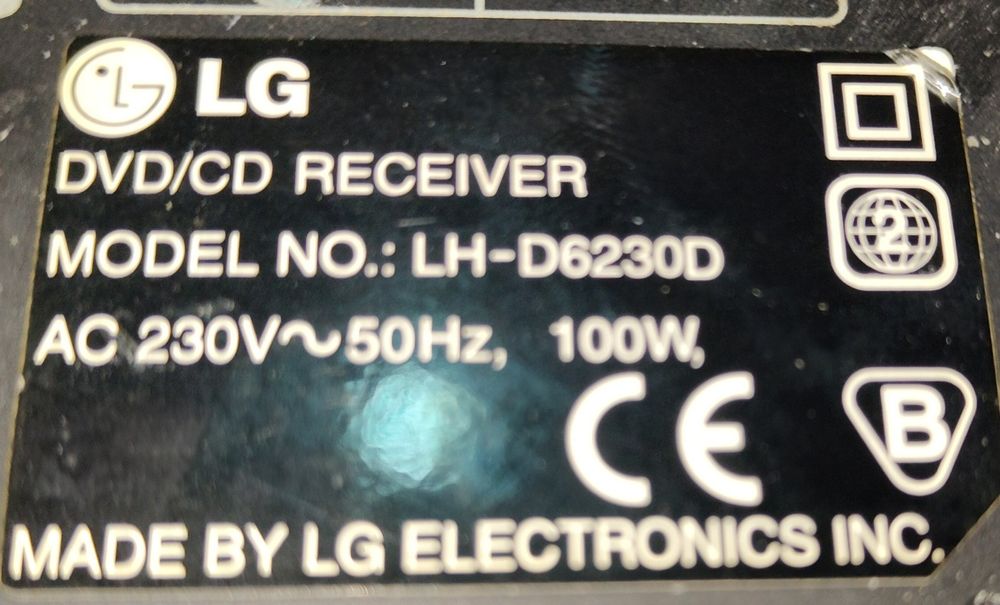 LG
DVD/CD RECEIVER
MODEL NO.: LH-D6230D
2
AC 230V~50Hz, 100W,
CE
B
MADE BY LG ELECTRONICS INC.